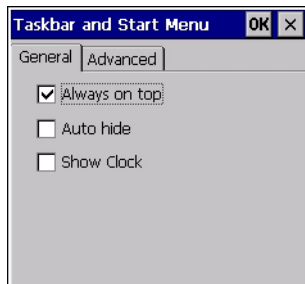 Taskbar and Start Menu OK ×
General Advanced
Always on top
Auto hide
Show Clock